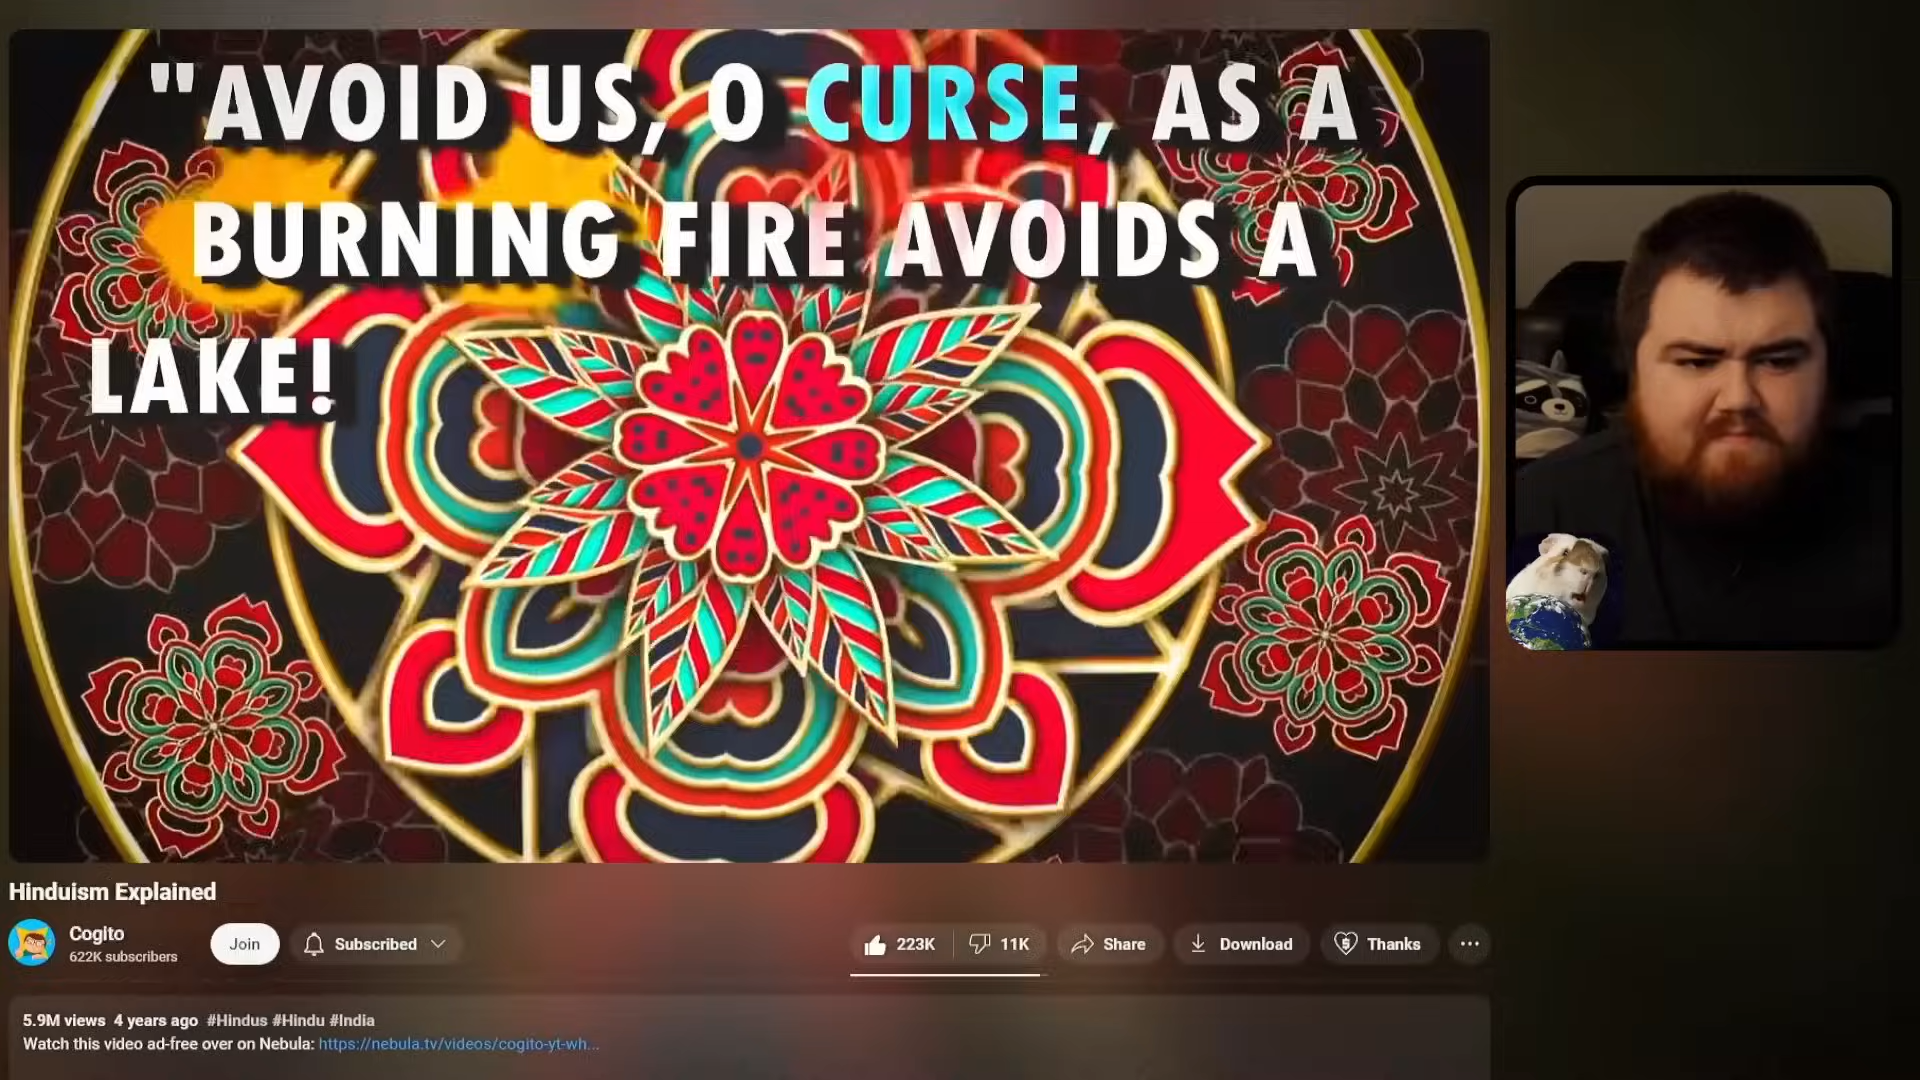 "AVOID US, O CURSE, AS A
BURNING FIRE AVOIDS A
LAKE!
Hinduism Explained
Cogito
622K subscribers
Join
Subscribed
223K
11K
Share
Download
Thanks
5.9M views 4 years ago #Hindus #Hindu #India
Watch this video ad-free over on Nebula: https://nebula.tv/videos/cogito-yt-wh...